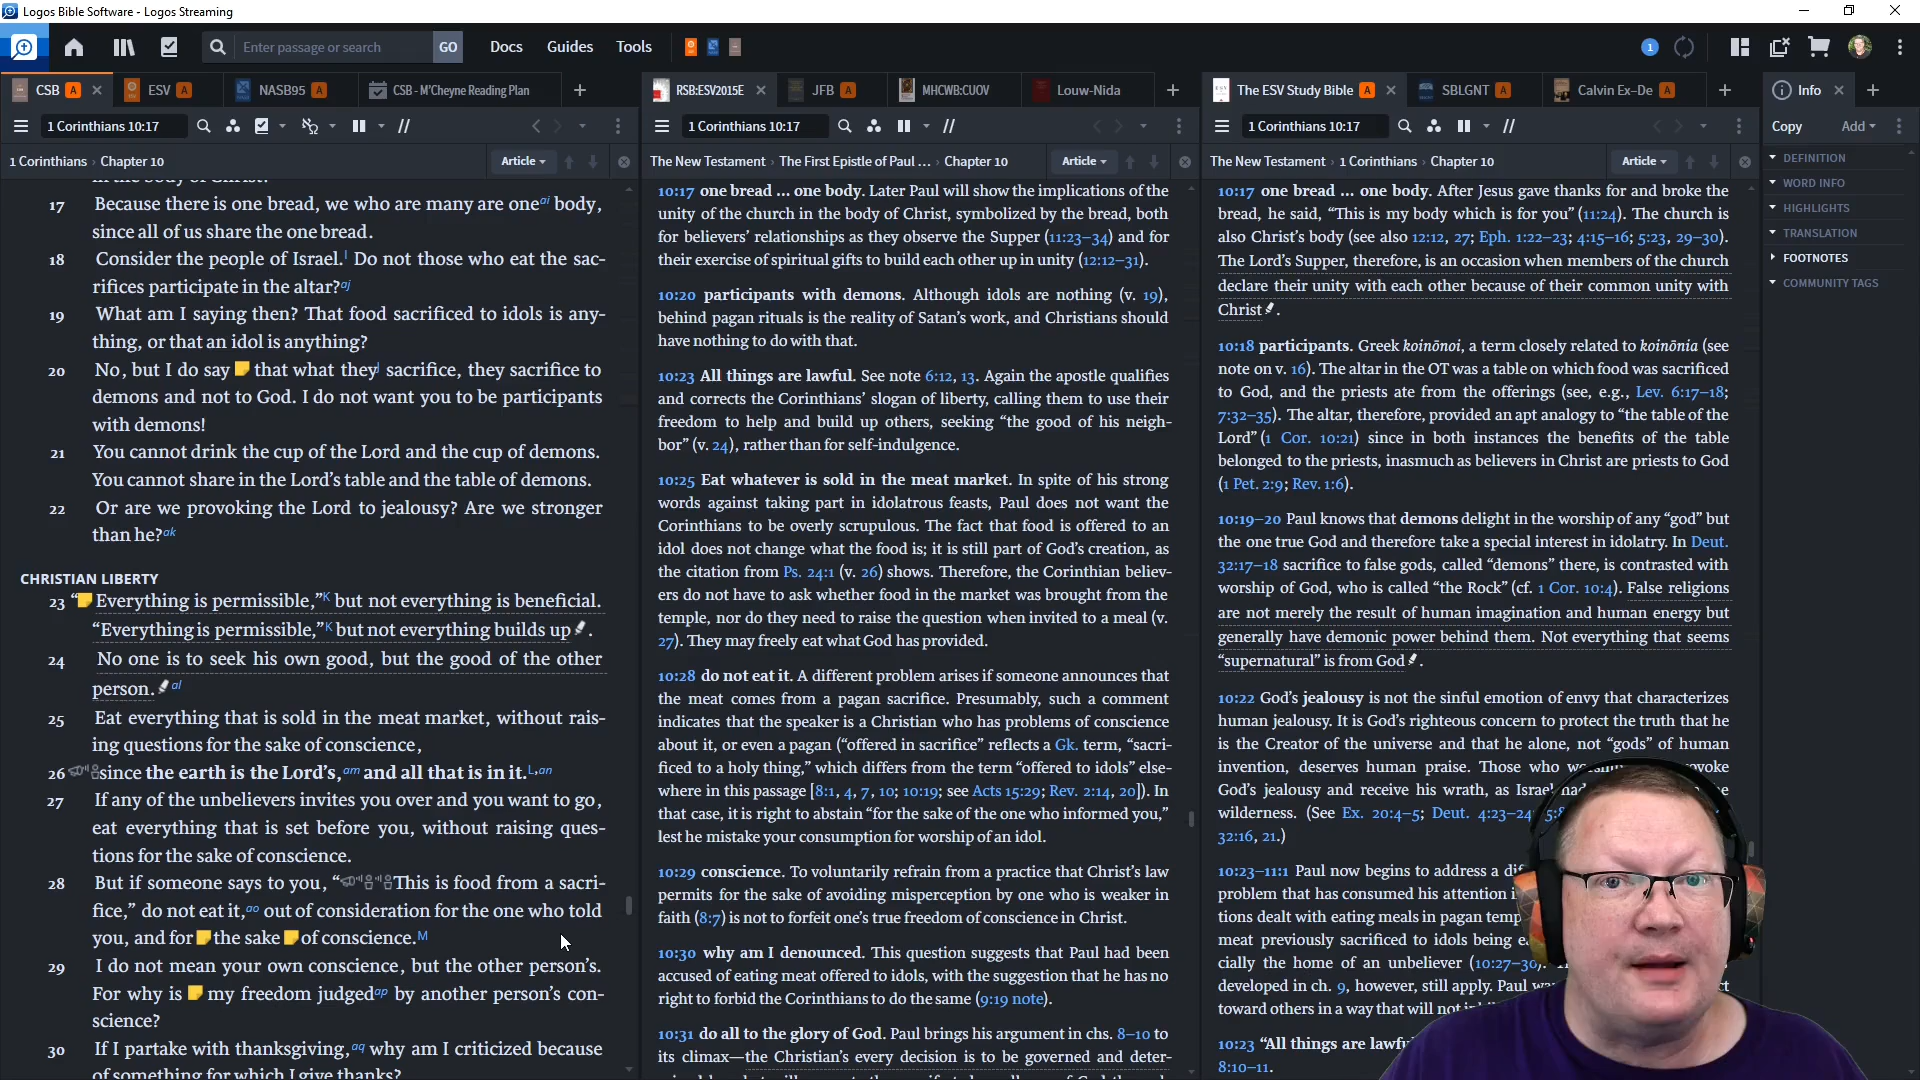 Logos Bible Software - Logos Streaming
Enter passage or search GO Docs Guides Tools 1
CSB A ESV A NASB95 A CSB - M'Cheyne Reading Plan
RSB:ESV2015E JFB A MHCWB:CUOV Louw-Nida
The ESV Study Bible A SBLGNT A Calvin Ex-De A
Info
1 Corinthians 10:17
1 Corinthians 10:17
1 Corinthians 10:17
Copy Add
1 Corinthians › Chapter 10 Article
The New Testament › The First Epistle of Paul ... › Chapter 10 Article
The New Testament › 1 Corinthians › Chapter 10 Article
in the body of Christ.
17 Because there is one bread, we who are many are one ai body,
since all of us share the one bread.
18 Consider the people of Israel. I Do not those who eat the sac-
rifices participate in the altar? aj
19 What am I saying then? That food sacrificed to idols is any-
thing, or that an idol is anything?
20 No, but I do say that what they J sacrifice, they sacrifice to
demons and not to God. I do not want you to be participants
with demons!
21 You cannot drink the cup of the Lord and the cup of demons.
You cannot share in the Lord’s table and the table of demons.
22 Or are we provoking the Lord to jealousy? Are we stronger
than he? ak
CHRISTIAN LIBERTY
23 “Everything is permissible,” K but not everything is beneficial.
“Everything is permissible,” K but not everything builds up.
24 No one is to seek his own good, but the good of the other
person. al
25 Eat everything that is sold in the meat market, without rais-
ing questions for the sake of conscience,
26 since the earth is the Lord’s, am and all that is in it. L,an
27 If any of the unbelievers invites you over and you want to go,
eat everything that is set before you, without raising ques-
tions for the sake of conscience.
28 But if someone says to you, “This is food from a sacri-
fice,” do not eat it, ao out of consideration for the one who told
you, and for the sake of conscience. M
29 I do not mean your own conscience, but the other person’s.
For why is my freedom judged ap by another person’s con-
science?
30 If I partake with thanksgiving, aq why am I criticized because
of something for which I give thanks?
10:17 one bread ... one body. Later Paul will show the implications of the
unity of the church in the body of Christ, symbolized by the bread, both
for believers’ relationships as they observe the Supper (11:23–34) and for
their exercise of spiritual gifts to build each other up in unity (12:12–31).
10:20 participants with demons. Although idols are nothing (v. 19),
behind pagan rituals is the reality of Satan’s work, and Christians should
have nothing to do with that.
10:23 All things are lawful. See note 6:12, 13. Again the apostle qualifies
and corrects the Corinthians’ slogan of liberty, calling them to use their
freedom to help and build up others, seeking “the good of his neigh-
bor” (v. 24), rather than for self-indulgence.
10:25 Eat whatever is sold in the meat market. In spite of his strong
words against taking part in idolatrous feasts, Paul does not want the
Corinthians to be overly scrupulous. The fact that food is offered to an
idol does not change what the food is; it is still part of God’s creation, as
the citation from Ps. 24:1 (v. 26) shows. Therefore, the Corinthian believ-
ers do not have to ask whether food in the market was brought from the
temple, nor do they need to raise the question when invited to a meal (v.
27). They may freely eat what God has provided.
10:28 do not eat it. A different problem arises if someone announces that
the meat comes from a pagan sacrifice. Presumably, such a comment
indicates that the speaker is a Christian who has problems of conscience
about it, or even a pagan (“offered in sacrifice” reflects a Gk. term, “sacri-
ficed to a holy thing,” which differs from the term “offered to idols” else-
where in this passage [8:1, 4, 7, 10; 10:19; see Acts 15:29; Rev. 2:14, 20]). In
that case, it is right to abstain “for the sake of the one who informed you,”
lest he mistake your consumption for worship of an idol.
10:29 conscience. To voluntarily refrain from a practice that Christ’s law
permits for the sake of avoiding misperception by one who is weaker in
faith (8:7) is not to forfeit one’s true freedom of conscience in Christ.
10:30 why am I denounced. This question suggests that Paul had been
accused of eating meat offered to idols, with the suggestion that he has no
right to forbid the Corinthians to do the same (9:19 note).
10:31 do all to the glory of God. Paul brings his argument in chs. 8–10 to
its climax—the Christian’s every decision is to be governed and deter-
10:17 one bread ... one body. After Jesus gave thanks for and broke the
bread, he said, “This is my body which is for you” (11:24). The church is
also Christ’s body (see also 12:12, 27; Eph. 1:22–23; 4:15–16; 5:23, 29–30).
The Lord’s Supper, therefore, is an occasion when members of the church
declare their unity with each other because of their common unity with
Christ.
10:18 participants. Greek koinōnoi, a term closely related to koinōnia (see
note on v. 16). The altar in the OT was a table on which food was sacrificed
to God, and the priests ate from the offerings (see, e.g., Lev. 6:17–18;
7:32–35). The altar, therefore, provided an apt analogy to “the table of the
Lord” (1 Cor. 10:21) since in both instances the benefits of the table
belonged to the priests, inasmuch as believers in Christ are priests to God
(1 Pet. 2:9; Rev. 1:6).
10:19–20 Paul knows that demons delight in the worship of any “god” but
the one true God and therefore take a special interest in idolatry. In Deut.
32:17–18 sacrifice to false gods, called “demons” there, is contrasted with
worship of God, who is called “the Rock” (cf. 1 Cor. 10:4). False religions
are not merely the result of human imagination and human energy but
generally have demonic power behind them. Not everything that seems
“supernatural” is from God.
10:22 God’s jealousy is not the sinful emotion of envy that characterizes
human jealousy. It is God’s righteous concern to protect the truth that he
is the Creator of the universe and that he alone, not “gods” of human
invention, deserves human praise. Those who
God’s jealousy and receive his wrath, as Israel had
wilderness. (See Ex. 20:4–5; Deut. 4:23–24;
32:16, 21.)
10:23–11:1 Paul now begins to address a
problem that has consumed his attention
tions dealt with eating meals in pagan
meat previously sacrificed to idols being
cially the home of an unbeliever (10:27–30).
developed in ch. 9, however, still apply. Paul
toward others in a way that will not
10:23 “All things are
8:10–11.
DEFINITION
WORD INFO
HIGHLIGHTS
TRANSLATION
FOOTNOTES
COMMUNITY TAGS